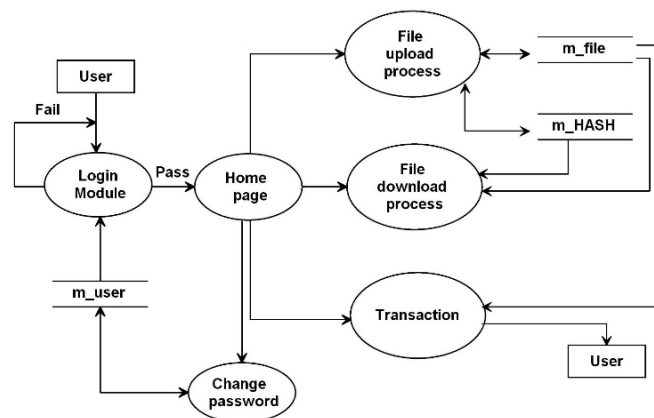 File
upload
process
m_file
User
Fail
m_HASH
Login
Module
Pass
Home
page
File
download
process
m_user
Transaction
User
Change
password